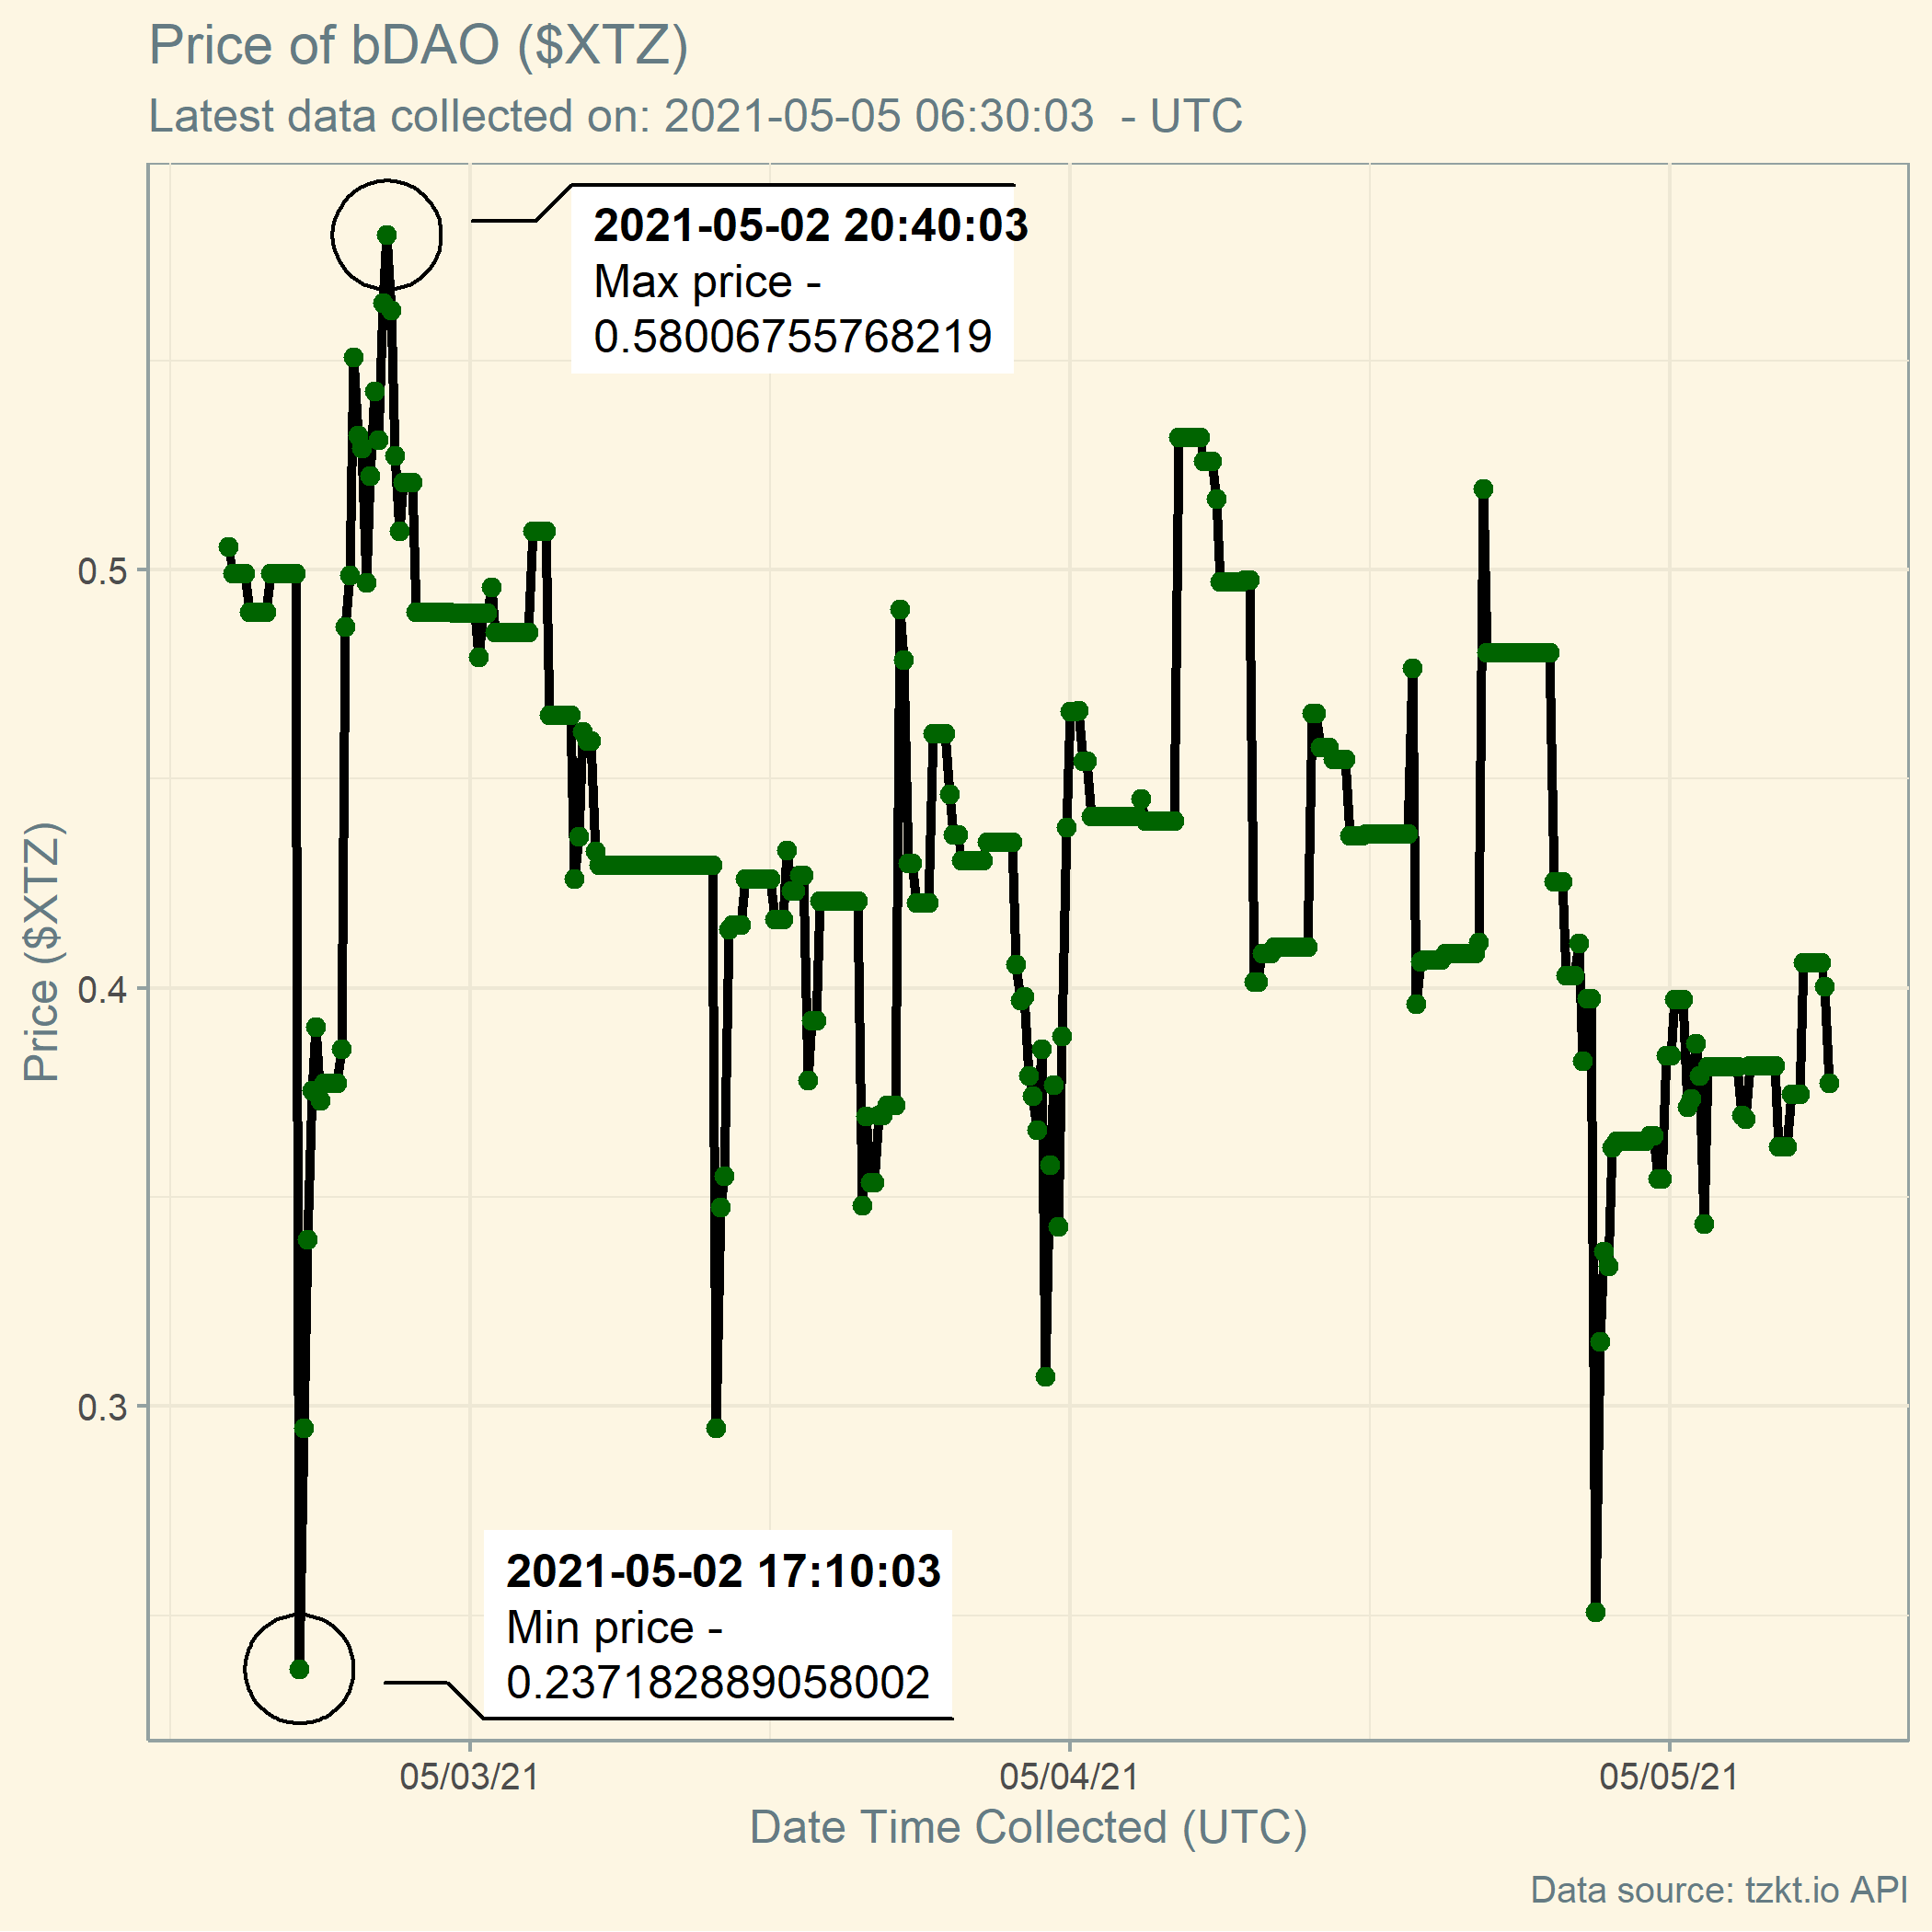 Price of bDAO ($XTZ)
Latest data collected on: 2021-05-05 06:30:03  - UTC
2021-05-02 20:40:03
Max price -
0.58006755768219
0.5
0.4
0.3
Price ($XTZ)
2021-05-02 17:10:03
Min price -
0.237182889058002
05/03/21
05/04/21
05/05/21
Date Time Collected (UTC)
Data source: tzkt.io API